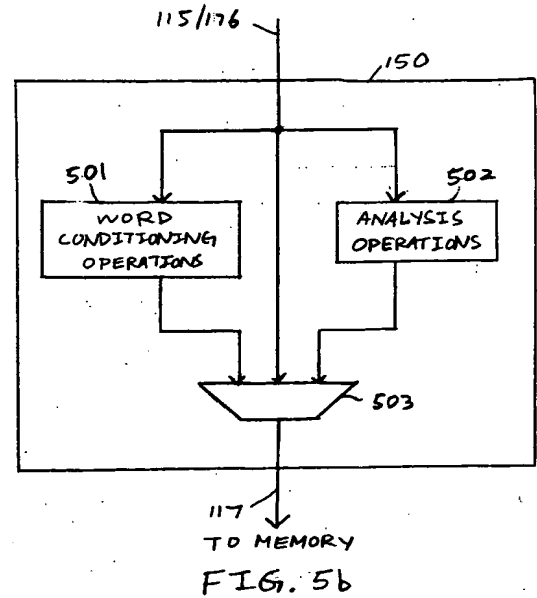 115/176
150
501
502
WORD
CONDITIONING
OPERATIONS
ANALYSIS
OPERATIONS
503
117
TO MEMORY
FIG. 5b